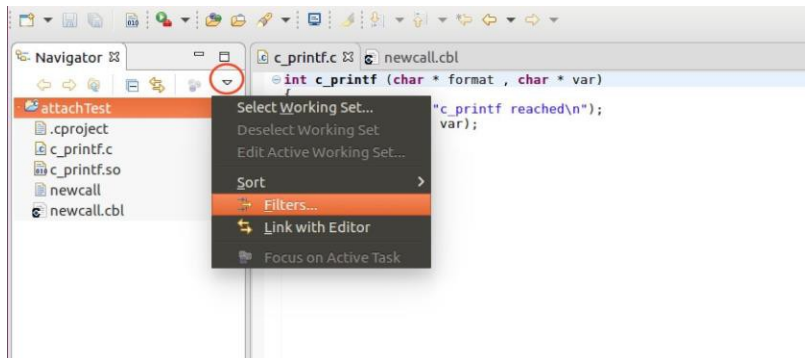 Navigator
c_printf.c newcall.cbl
int c_printf (char * format , char * var)
{
"c_printf reached\n");
var);
attachTest
.cproject
c_printf.c
c_printf.so
newcall
newcall.cbl
Select Working Set...
Deselect Working Set
Edit Active Working Set...
Sort
Filters...
Link with Editor
Focus on Active Task